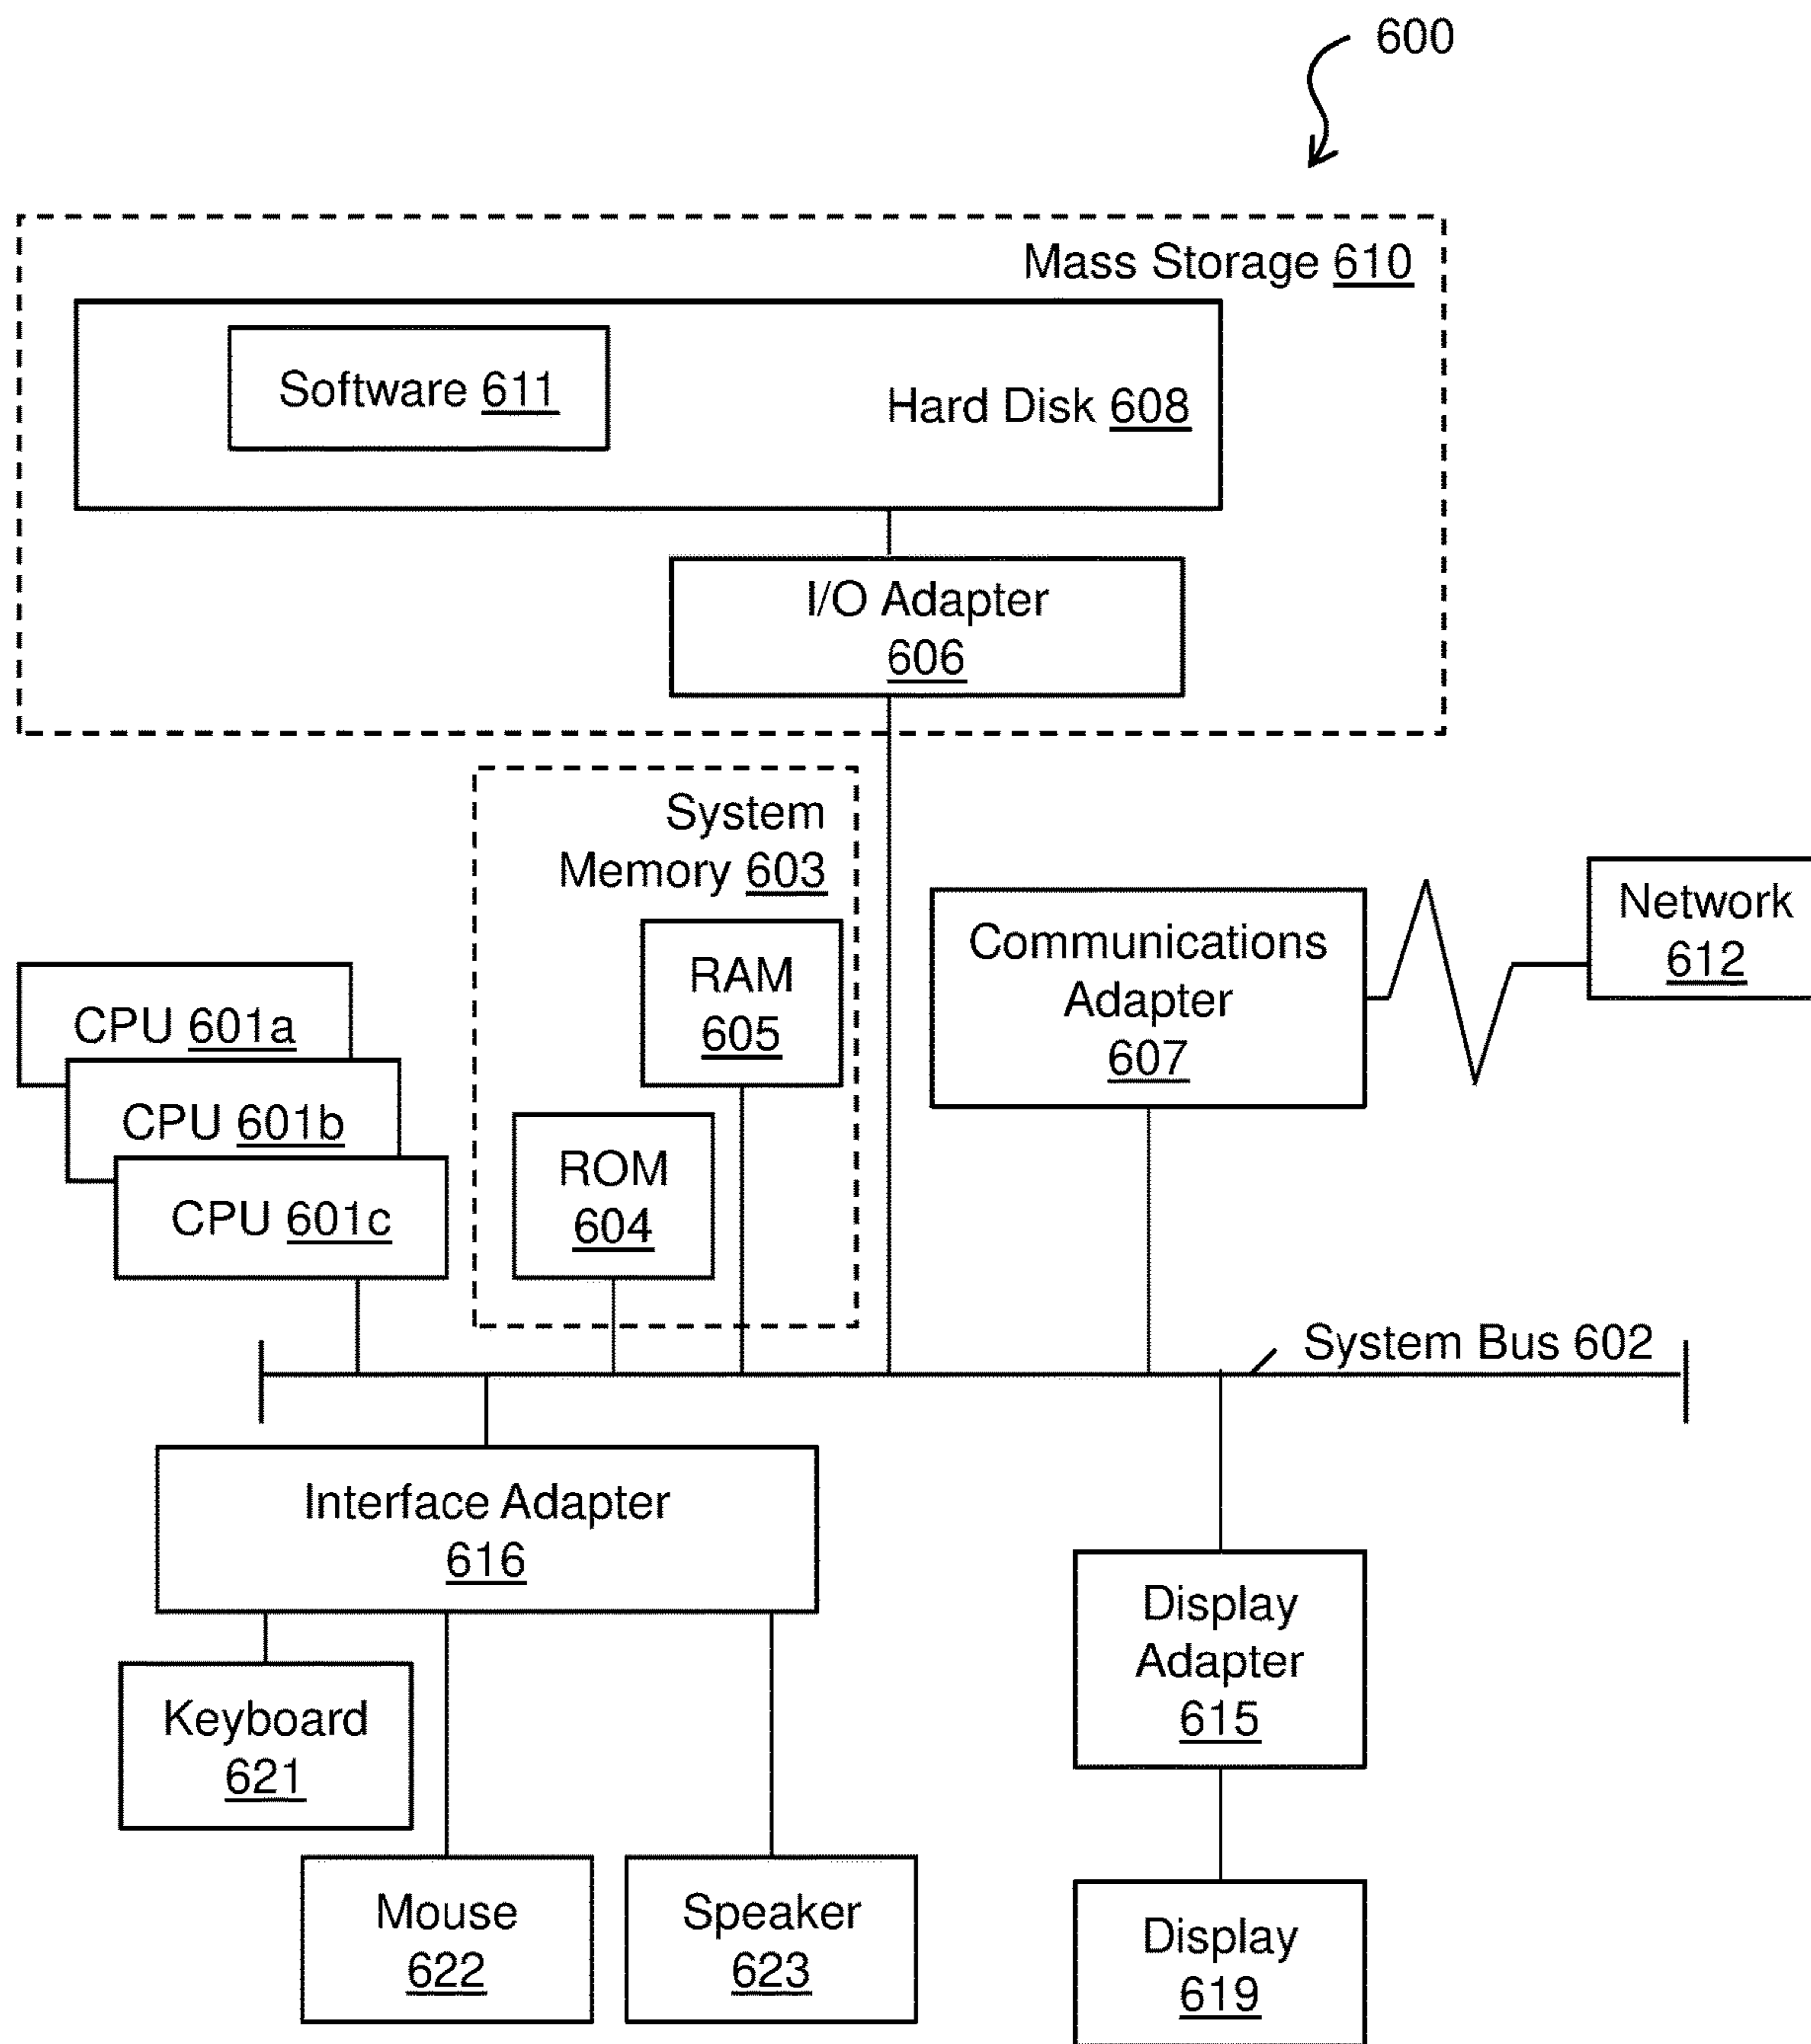 600
Mass Storage 610
Software 611
Hard Disk 608
I/O Adapter
606
System
Memory 603
RAM
605
ROM
604
CPU 601a
CPU 601b
CPU 601c
Communications
Adapter
607
Network
612
System Bus 602
Interface Adapter
616
Keyboard
621
Mouse
622
Speaker
623
Display
Adapter
615
Display
619